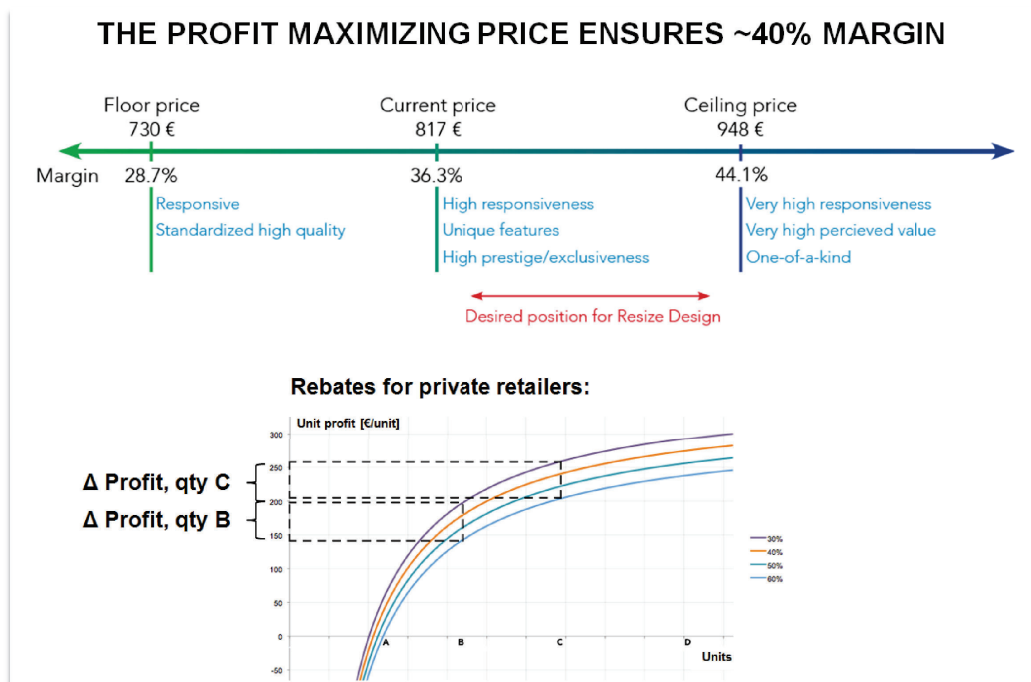 THE PROFIT MAXIMIZING PRICE ENSURES ~40% MARGIN
Floor price
730 €
Current price
817 €
Ceiling price
948 €
Margin
28.7%
36.3%
44.1%
Responsive
Standardized high quality
High responsiveness
Unique features
High prestige/exclusiveness
Very high responsiveness
Very high percieved value
One-of-a-kind
Desired position for Resize Design
Rebates for private retailers:
Unit profit [€/unit]
300
250
200
150
100
50
0
-50
Δ Profit, qty C
Δ Profit, qty B
A
B
C
D
Units
30%
40%
50%
60%